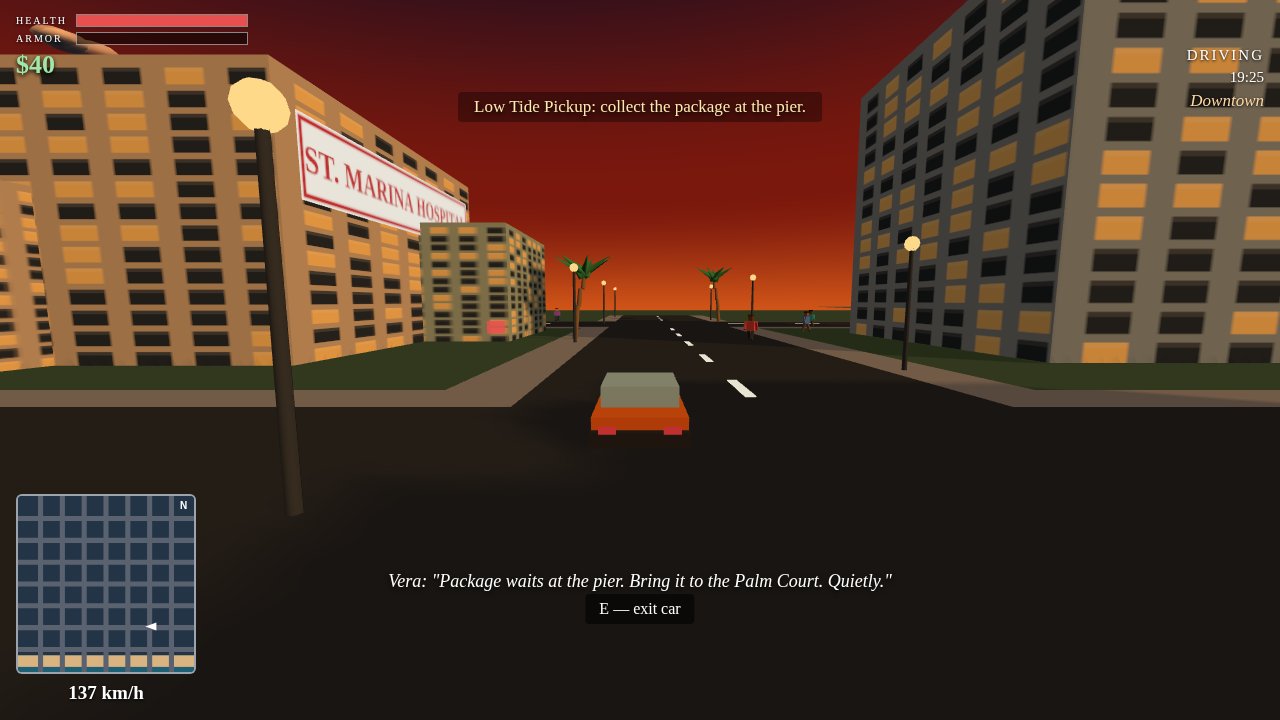 HEALTH
ARMOR
$40
DRIVING
19:25
Downtown
Low Tide Pickup: collect the package at the pier.
ST. MARINA HOSPITAL
N
Vera: "Package waits at the pier. Bring it to the Palm Court. Quietly."
E — exit car
137 km/h